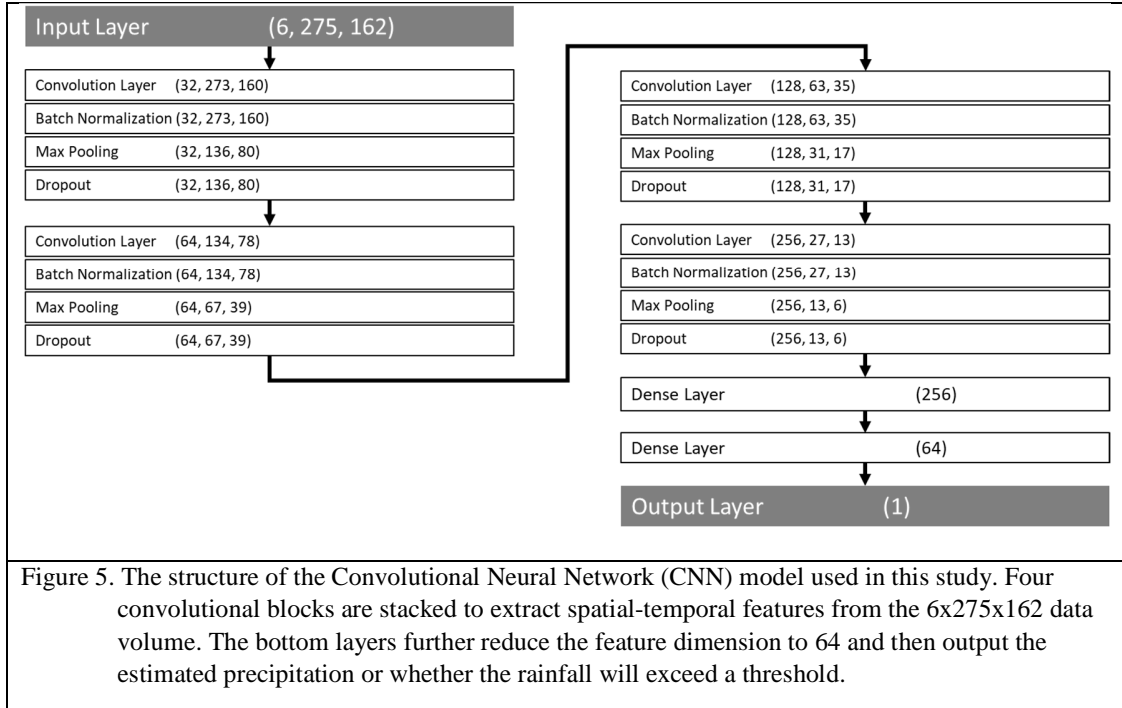 Input Layer (6, 275, 162)
Convolution Layer (32, 273, 160)
Batch Normalization (32, 273, 160)
Max Pooling (32, 136, 80)
Dropout (32, 136, 80)
Convolution Layer (64, 134, 78)
Batch Normalization (64, 134, 78)
Max Pooling (64, 67, 39)
Dropout (64, 67, 39)
Convolution Layer (128, 63, 35)
Batch Normalization (128, 63, 35)
Max Pooling (128, 31, 17)
Dropout (128, 31, 17)
Convolution Layer (256, 27, 13)
Batch Normalization (256, 27, 13)
Max Pooling (256, 13, 6)
Dropout (256, 13, 6)
Dense Layer (256)
Dense Layer (64)
Output Layer (1)
Figure 5. The structure of the Convolutional Neural Network (CNN) model used in this study. Four
convolutional blocks are stacked to extract spatial-temporal features from the 6x275x162 data
volume. The bottom layers further reduce the feature dimension to 64 and then output the
estimated precipitation or whether the rainfall will exceed a threshold.